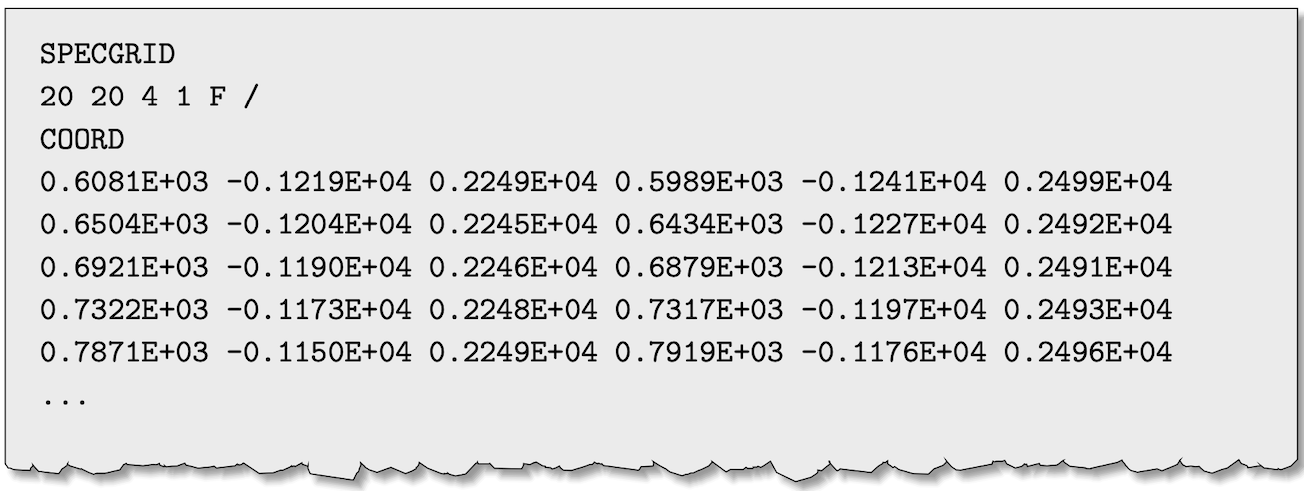 SPECGRID
20 20 4 1 F /
COORD
0.6081E+03 -0.1219E+04 0.2249E+04 0.5989E+03 -0.1241E+04 0.2499E+04
0.6504E+03 -0.1204E+04 0.2245E+04 0.6434E+03 -0.1227E+04 0.2492E+04
0.6921E+03 -0.1190E+04 0.2246E+04 0.6879E+03 -0.1213E+04 0.2491E+04
0.7322E+03 -0.1173E+04 0.2248E+04 0.7317E+03 -0.1197E+04 0.2493E+04
0.7871E+03 -0.1150E+04 0.2249E+04 0.7919E+03 -0.1176E+04 0.2496E+04
...